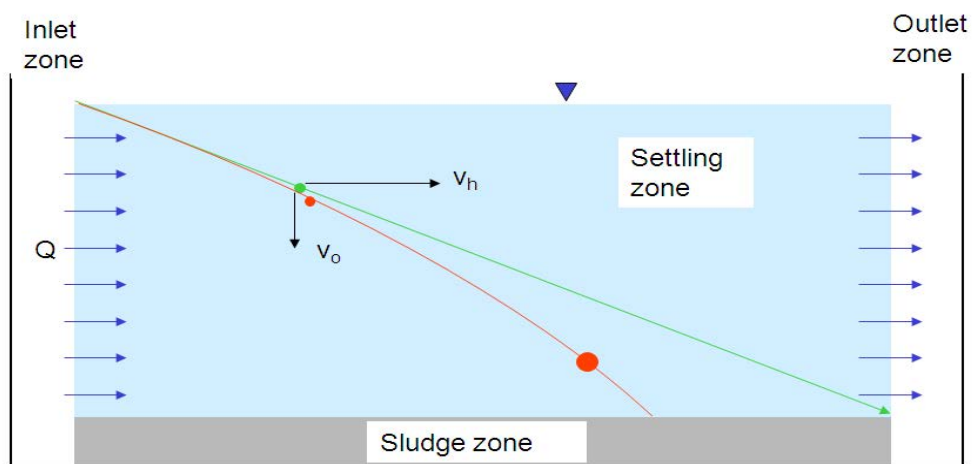 Inlet
zone
Outlet
zone
Settling
zone
v_h
v_o
Q
Sludge zone